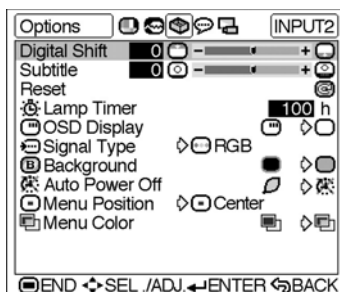 Options INPUT2
Digital Shift 0 - +
Subtitle 0 - +
Reset
Lamp Timer 100 h
OSD Display
Signal Type RGB
B Background
Auto Power Off
Menu Position Center
Menu Color
END SEL ./ADJ. ENTER BACK